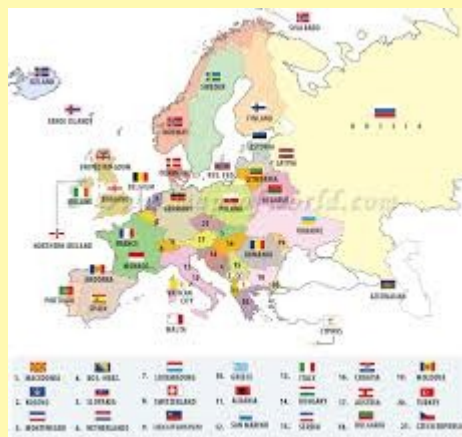 SVALBARD
ICELAND
SWEDEN
FINLAND
NORWAY
RUSSIA
ESTONIA
LATVIA
LITHUANIA
BELARUS
UNITED KINGDOM
IRELAND
BELGIUM
GERMANY
POLAND
UKRAINE
NORTHERN IRELAND
FRANCE
MONACO
ROMANIA
ANDORRA
PORTUGAL
SPAIN
VATICAN
CITY
MALTA
CYPRUS
AZERBAIJAN
1. MACEDONIA 4. BOS.-HERZ. 7. LUXEMBOURG 10. GREECE 13. ITALY 16. CROATIA 19. MOLDOVA
2. KOSOVO 5. SLOVENIA 8. SWITZERLAND 11. ALBANIA 14. HUNGARY 17. AUSTRIA 20. TURKEY
3. MONTENEGRO 6. NETHERLANDS 9. LIECHTENSTEIN 12. SAN MARINO 15. SERBIA 18. BULGARIA 21. CZECH REPUBLIC